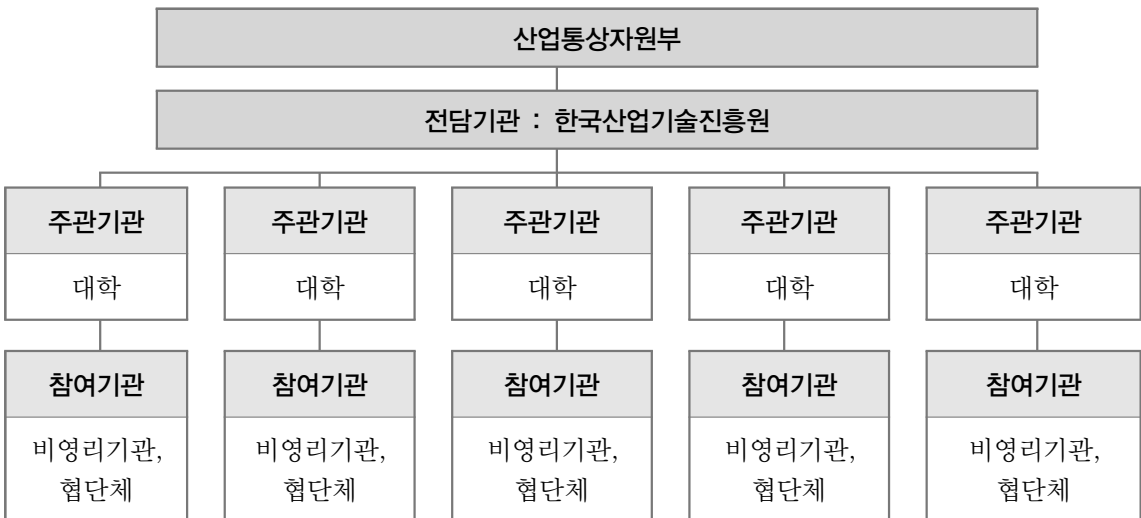 산업통상자원부
전담기관 : 한국산업기술진흥원
주관기관 주관기관 주관기관 주관기관 주관기관
대학 대학 대학 대학 대학
참여기관 참여기관 참여기관 참여기관 참여기관
비영리기관, 비영리기관, 비영리기관, 비영리기관, 비영리기관,
협단체 협단체 협단체 협단체 협단체